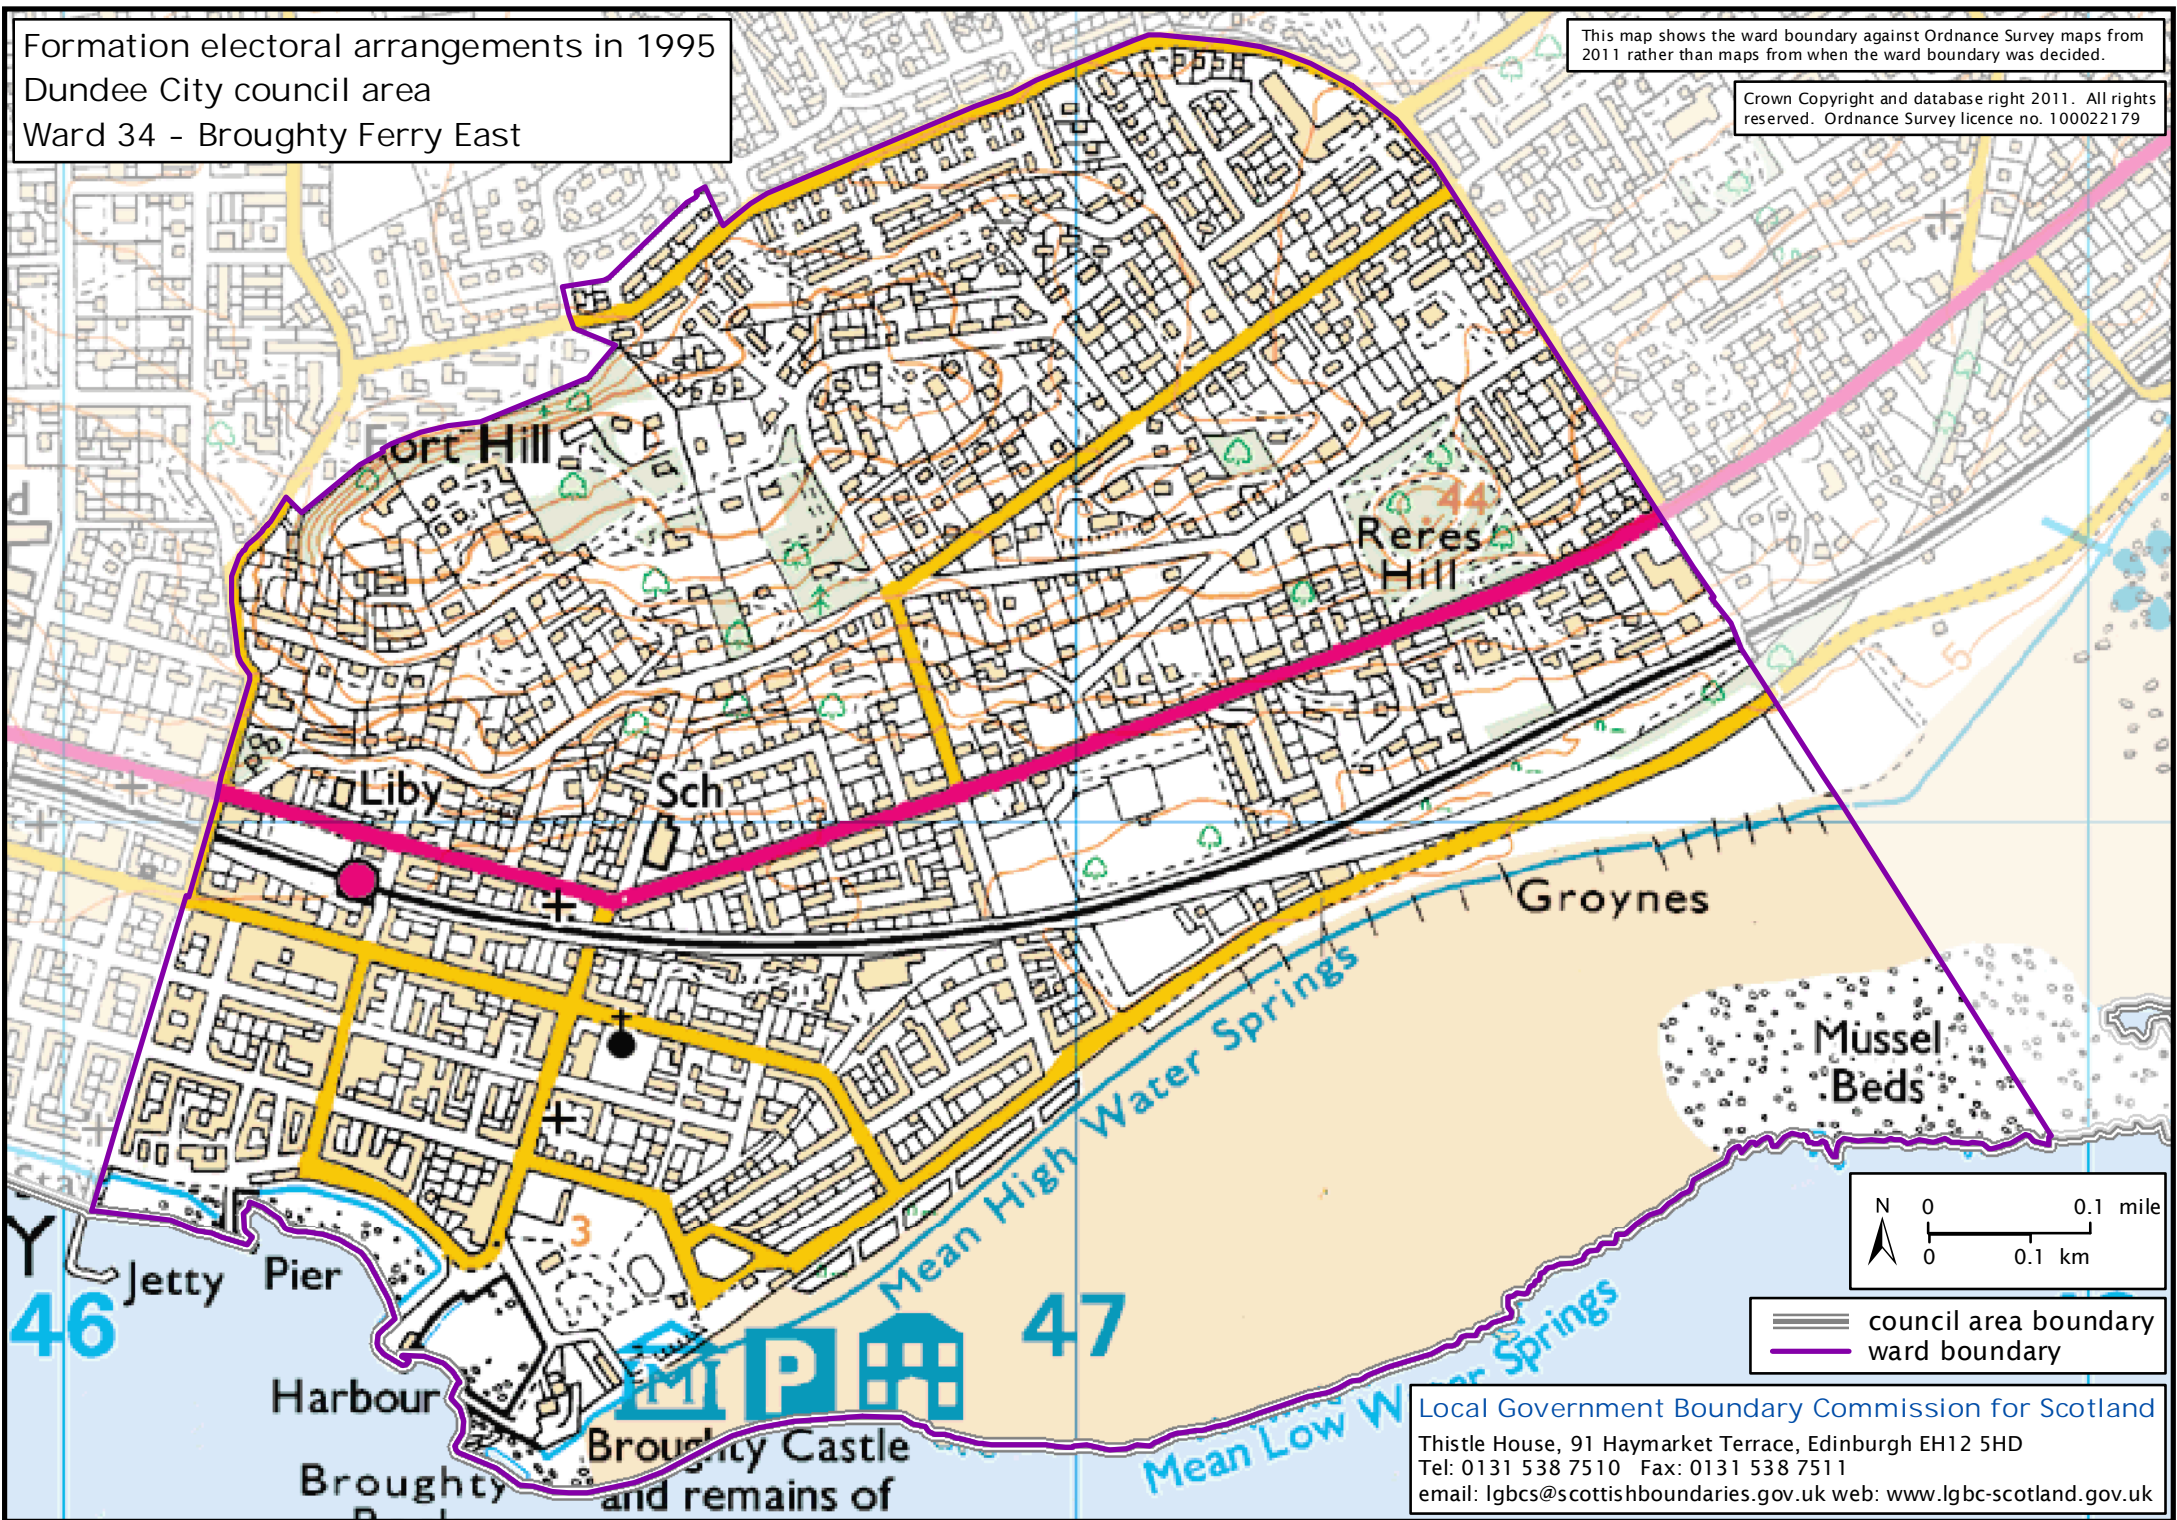 Formation electoral arrangements in 1995
Dundee City council area
Ward 34 - Broughty Ferry East
This map shows the ward boundary against Ordnance Survey maps from
2011 rather than maps from when the ward boundary was decided.
Crown Copyright and database right 2011. All rights
reserved. Ordnance Survey licence no. 100022179
Fort Hill
44
Reres
Hill
5
Liby
Sch
Groynes
Mean High Water Springs
Mussel
Beds
3
Y
Jetty
Pier
46
47
Harbour
M
P
Broughty Castle
and remains of
Broughty
Mean Low Water Springs
N
0 0.1 mile
0 0.1 km
council area boundary
ward boundary
Local Government Boundary Commission for Scotland
Thistle House, 91 Haymarket Terrace, Edinburgh EH12 5HD
Tel: 0131 538 7510 Fax: 0131 538 7511
email: lgbcs@scottishboundaries.gov.uk web: www.lgbc-scotland.gov.uk